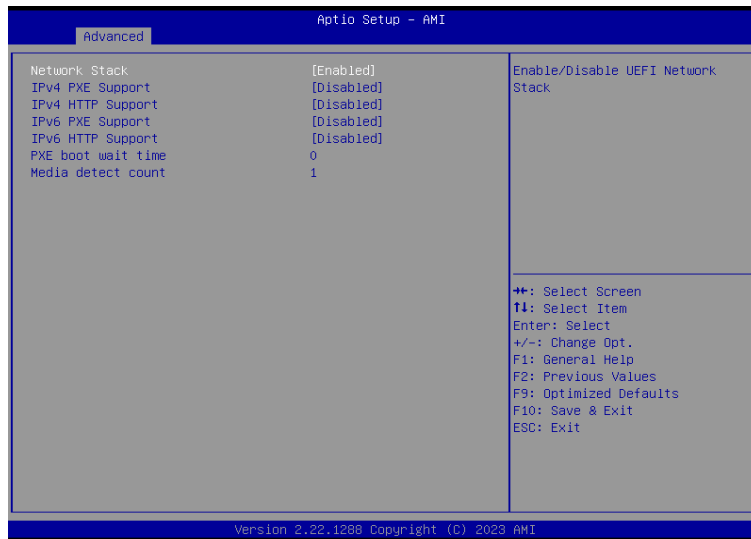 Aptio Setup – AMI
Advanced
Network Stack [Enabled]
IPv4 PXE Support [Disabled]
IPv4 HTTP Support [Disabled]
IPv6 PXE Support [Disabled]
IPv6 HTTP Support [Disabled]
PXE boot wait time 0
Media detect count 1
Enable/Disable UEFI Network
Stack
→←: Select Screen
↑↓: Select Item
Enter: Select
+/-: Change Opt.
F1: General Help
F2: Previous Values
F9: Optimized Defaults
F10: Save & Exit
ESC: Exit
Version 2.22.1288 Copyright (C) 2023 AMI